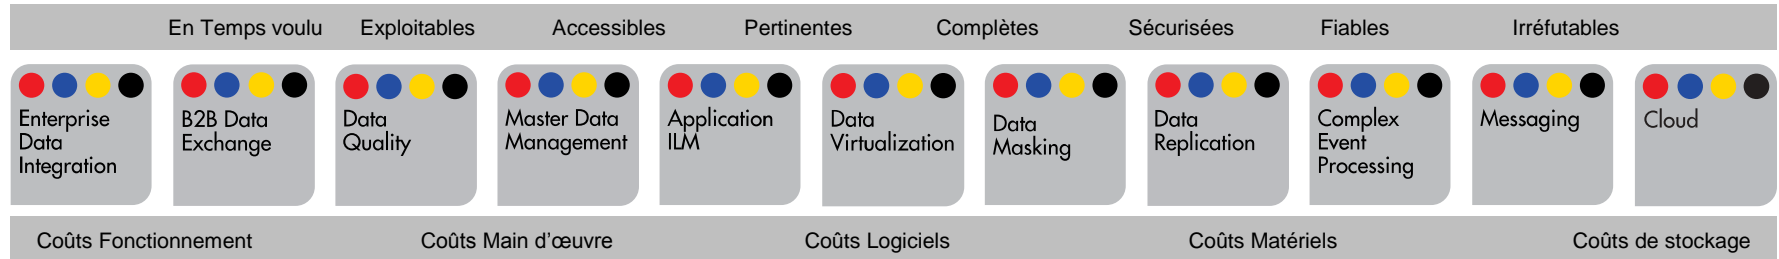 En Temps voulu Exploitables Accessibles Pertinentes Complètes Sécurisées Fiables Irréfutables
Enterprise
Data
Integration
B2B Data
Exchange
Data
Quality
Master Data
Management
Application
ILM
Data
Virtualization
Data
Masking
Data
Replication
Complex
Event
Processing
Messaging
Cloud
Coûts Fonctionnement Coûts Main d'œuvre Coûts Logiciels Coûts Matériels Coûts de stockage